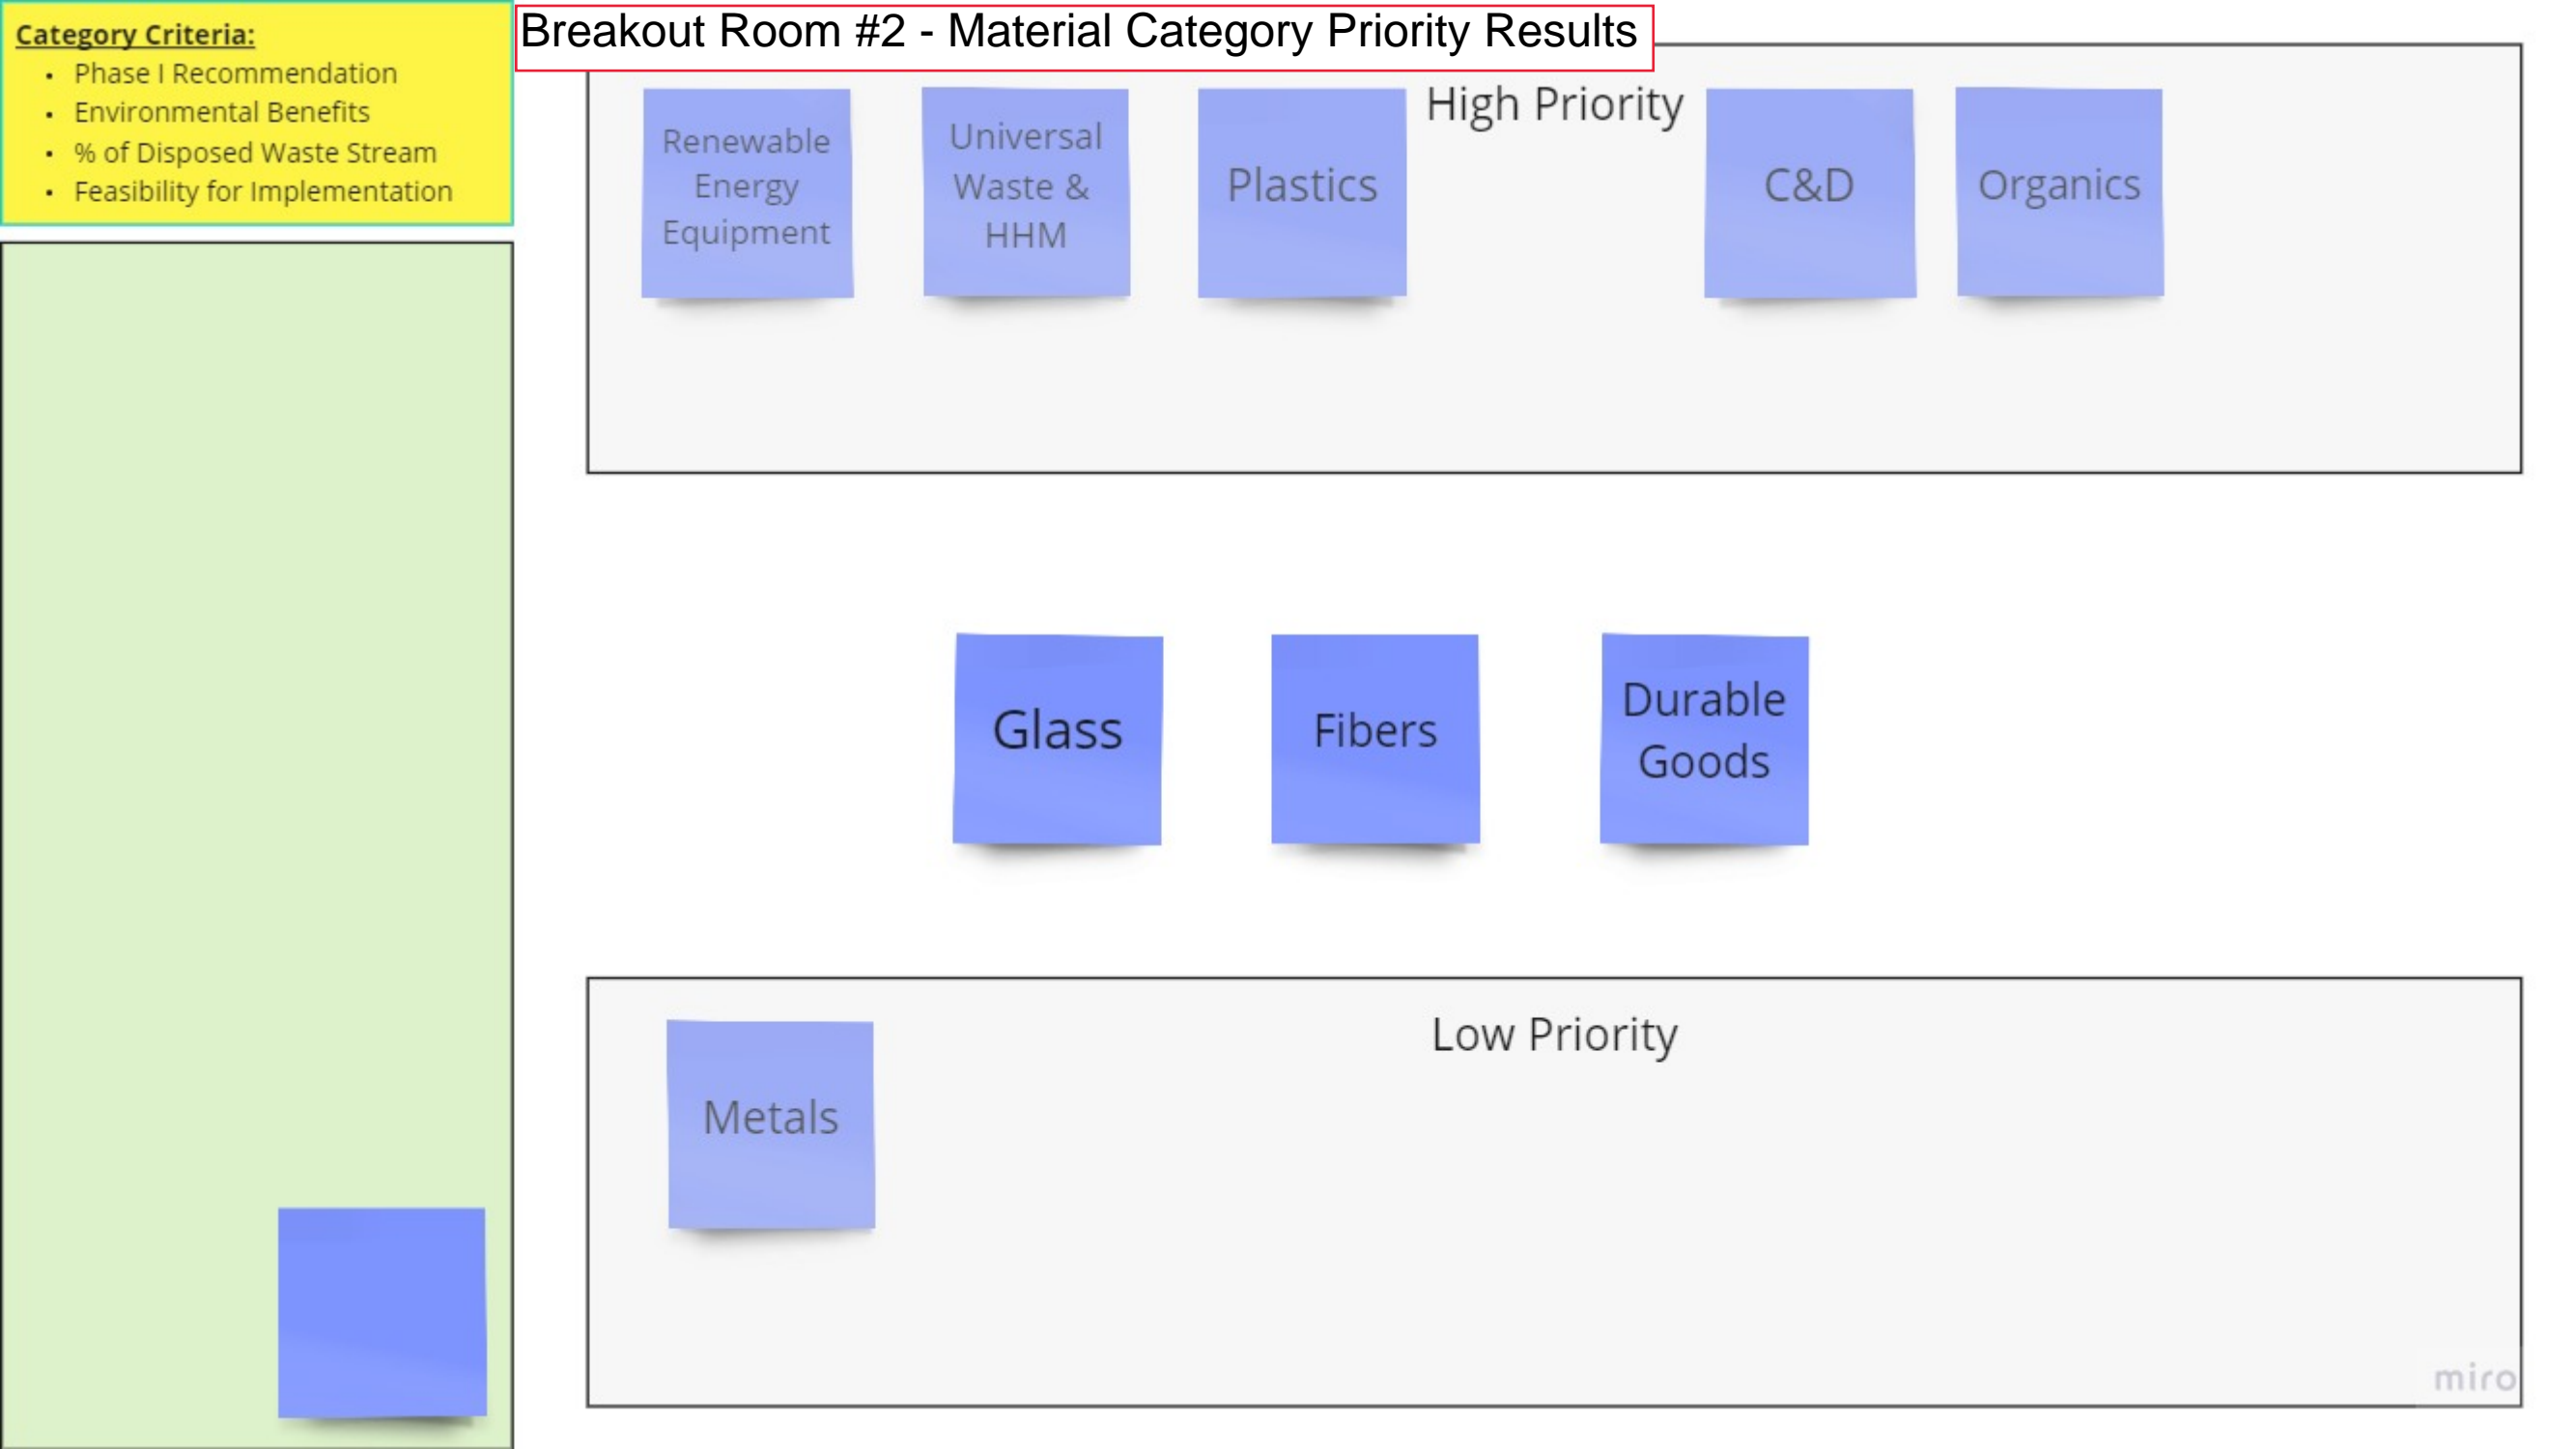 Category Criteria:
• Phase I Recommendation
• Environmental Benefits
• % of Disposed Waste Stream
• Feasibility for Implementation
Breakout Room #2 - Material Category Priority Results
High Priority
Renewable
Energy
Equipment
Universal
Waste &
HHM
Plastics
C&D
Organics
Glass
Fibers
Durable
Goods
Low Priority
Metals
miro